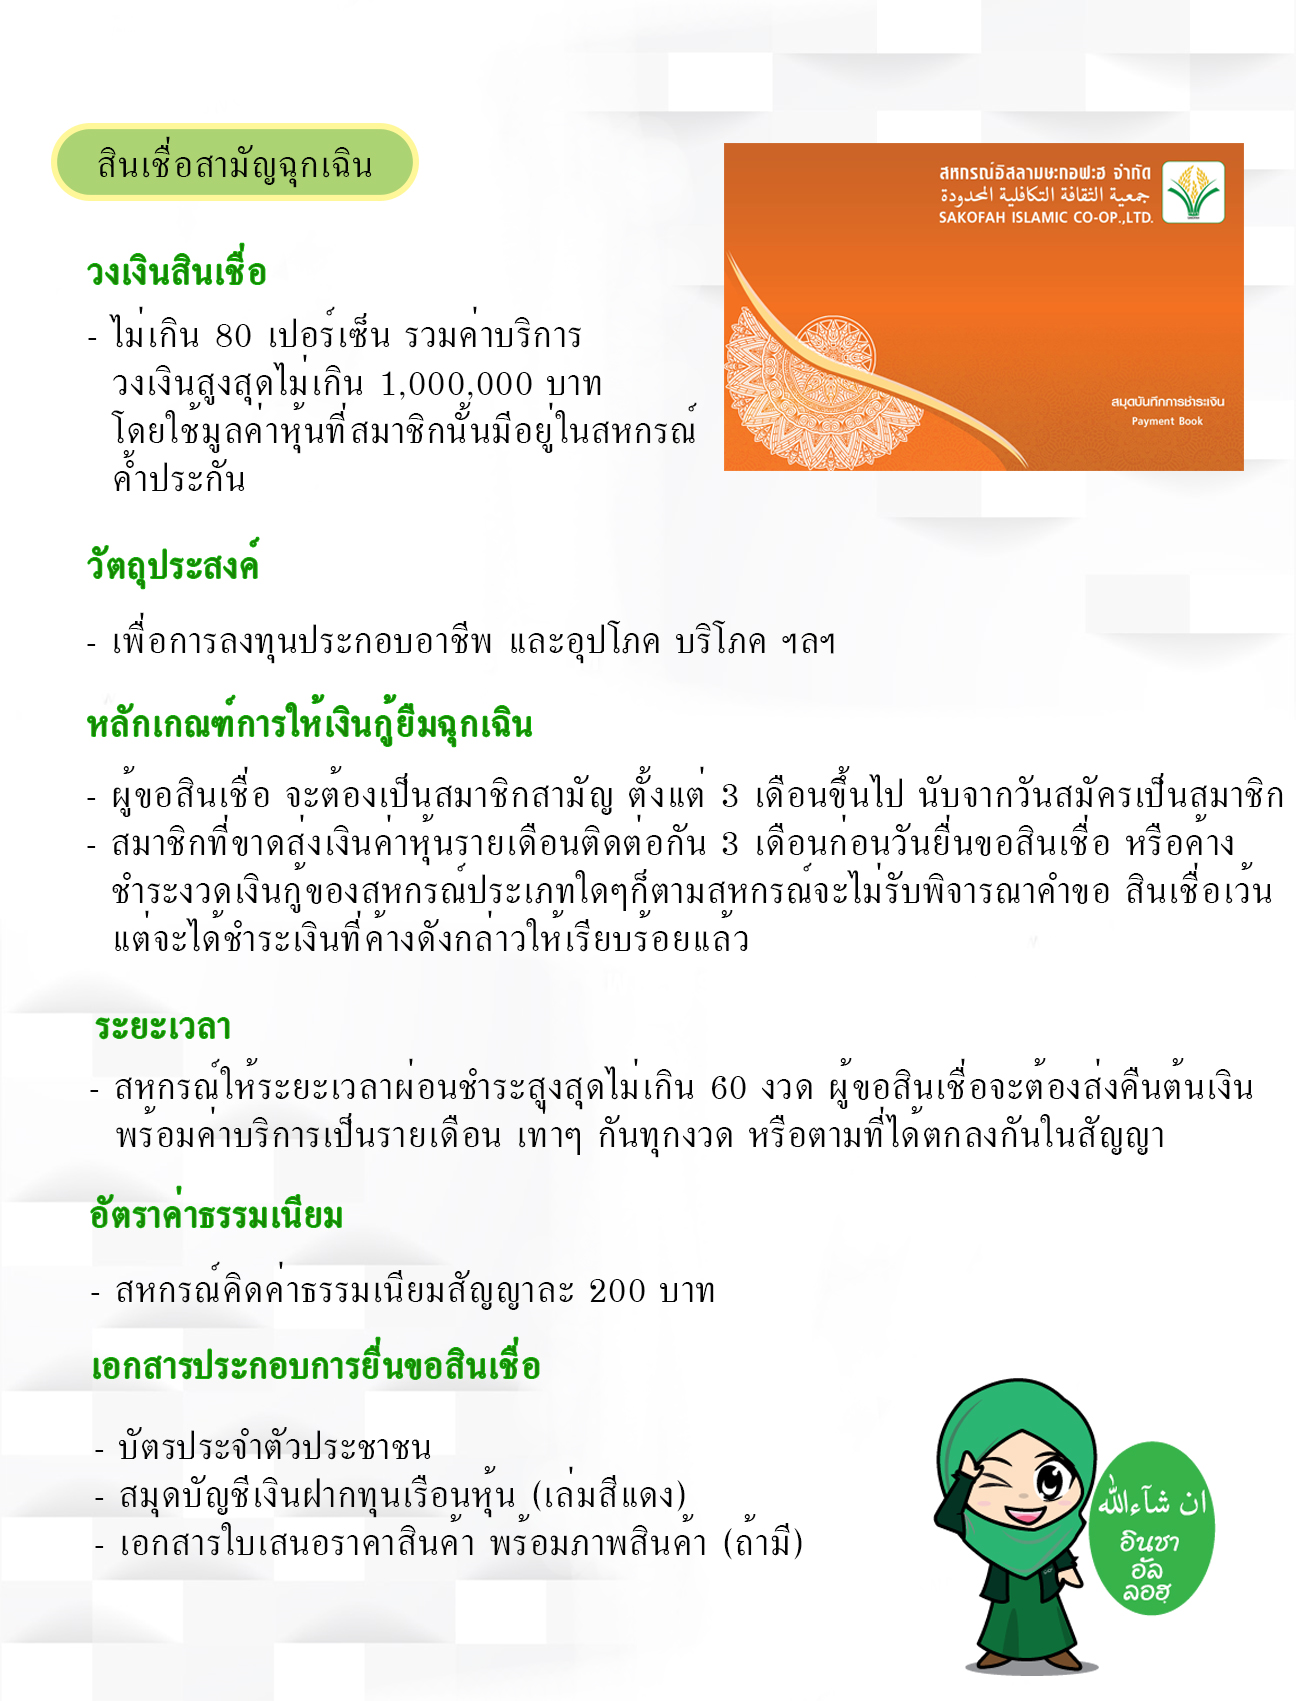 สินเชื่อสามัญฉุกเฉิน
สหกรณ์อิสลามษะกอฟะฮ จำกัด
جمعية الثقافة التكافلية المحدودة
SAKOFAH ISLAMIC CO-OP.,LTD.
สมุดบันทึกการชำระเงิน
Payment Book
วงเงินสินเชื่อ
- ไม่เกิน 80 เปอร์เซ็น รวมค่าบริการ
วงเงินสูงสุดไม่เกิน 1,000,000 บาท
โดยใช้มูลค่าหุ้นที่สมาชิกนั้นมีอยู่ในสหกรณ์
ค้ำประกัน
วัตถุประสงค์
- เพื่อการลงทุนประกอบอาชีพ และอุปโภค บริโภค ฯลฯ
หลักเกณฑ์การให้เงินกู้ยืมฉุกเฉิน
- ผู้ขอสินเชื่อ จะต้องเป็นสมาชิกสามัญ ตั้งแต่ 3 เดือนขึ้นไป นับจากวันสมัครเป็นสมาชิก
- สมาชิกที่ขาดส่งเงินค่าหุ้นรายเดือนติดต่อกัน 3 เดือนก่อนวันยื่นขอสินเชื่อ หรือค้าง
ชำระงวดเงินกู้ของสหกรณ์ประเภทใดๆก็ตามสหกรณ์จะไม่รับพิจารณาคำขอ สินเชื่อเว้น
แต่จะได้ชำระเงินที่ค้างดังกล่าวให้เรียบร้อยแล้ว
ระยะเวลา
- สหกรณ์ให้ระยะเวลาผ่อนชำระสูงสุดไม่เกิน 60 งวด ผู้ขอสินเชื่อจะต้องส่งคืนต้นเงิน
พร้อมค่าบริการเป็นรายเดือน เท่าๆ กันทุกงวด หรือตามที่ได้ตกลงกันในสัญญา
อัตราค่าธรรมเนียม
- สหกรณ์คิดค่าธรรมเนียมสัญญาละ 200 บาท
เอกสารประกอบการยื่นขอสินเชื่อ
- บัตรประจำตัวประชาชน
- สมุดบัญชีเงินฝากทุนเรือนหุ้น (เล่มสีแดง)
- เอกสารใบเสนอราคาสินค้า พร้อมภาพสินค้า (ถ้ามี)
ان شآءالله
อินชา
อัล
ลอฮฺ